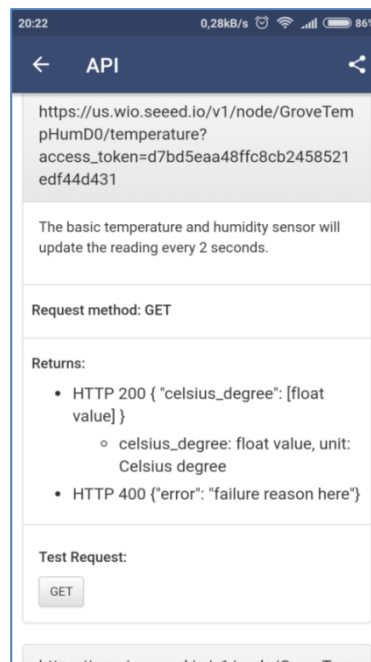 20:22 0,28kB/s 86%
API
https://us.wio.seeed.io/v1/node/GroveTem
pHumD0/temperature?
access_token=d7bd5eaa48ffc8cb2458521
edf44d431
The basic temperature and humidity sensor will
update the reading every 2 seconds.
Request method: GET
Returns:
• HTTP 200 { "celsius_degree": [float
value] }
◦ celsius_degree: float value, unit:
Celsius degree
• HTTP 400 {"error": "failure reason here"}
Test Request:
GET